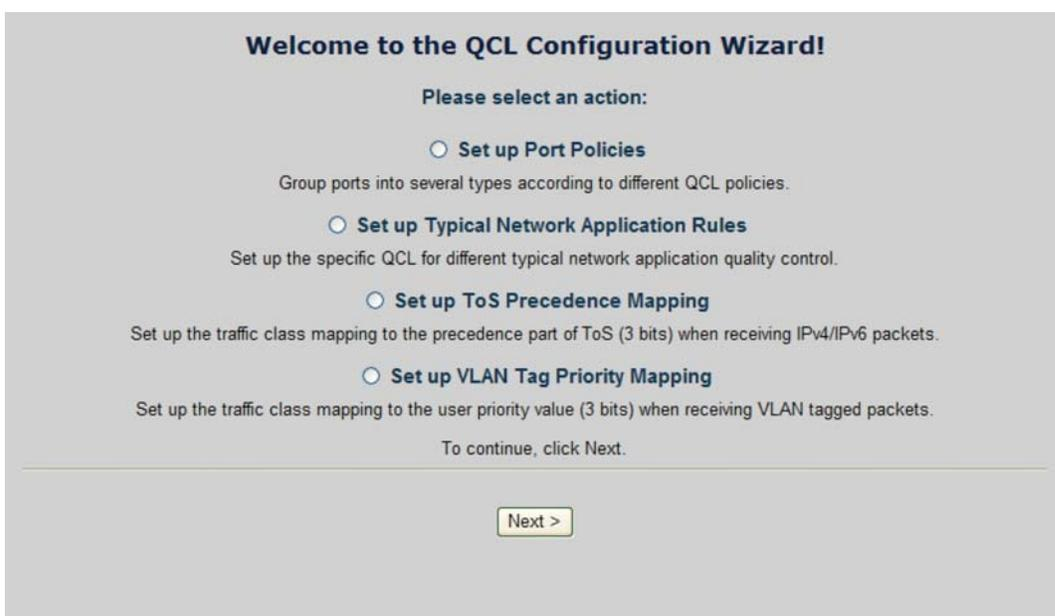 Welcome to the QCL Configuration Wizard!
Please select an action:
Set up Port Policies
Group ports into several types according to different QCL policies.
Set up Typical Network Application Rules
Set up the specific QCL for different typical network application quality control.
Set up ToS Precedence Mapping
Set up the traffic class mapping to the precedence part of ToS (3 bits) when receiving IPv4/IPv6 packets.
Set up VLAN Tag Priority Mapping
Set up the traffic class mapping to the user priority value (3 bits) when receiving VLAN tagged packets.
To continue, click Next.
Next >